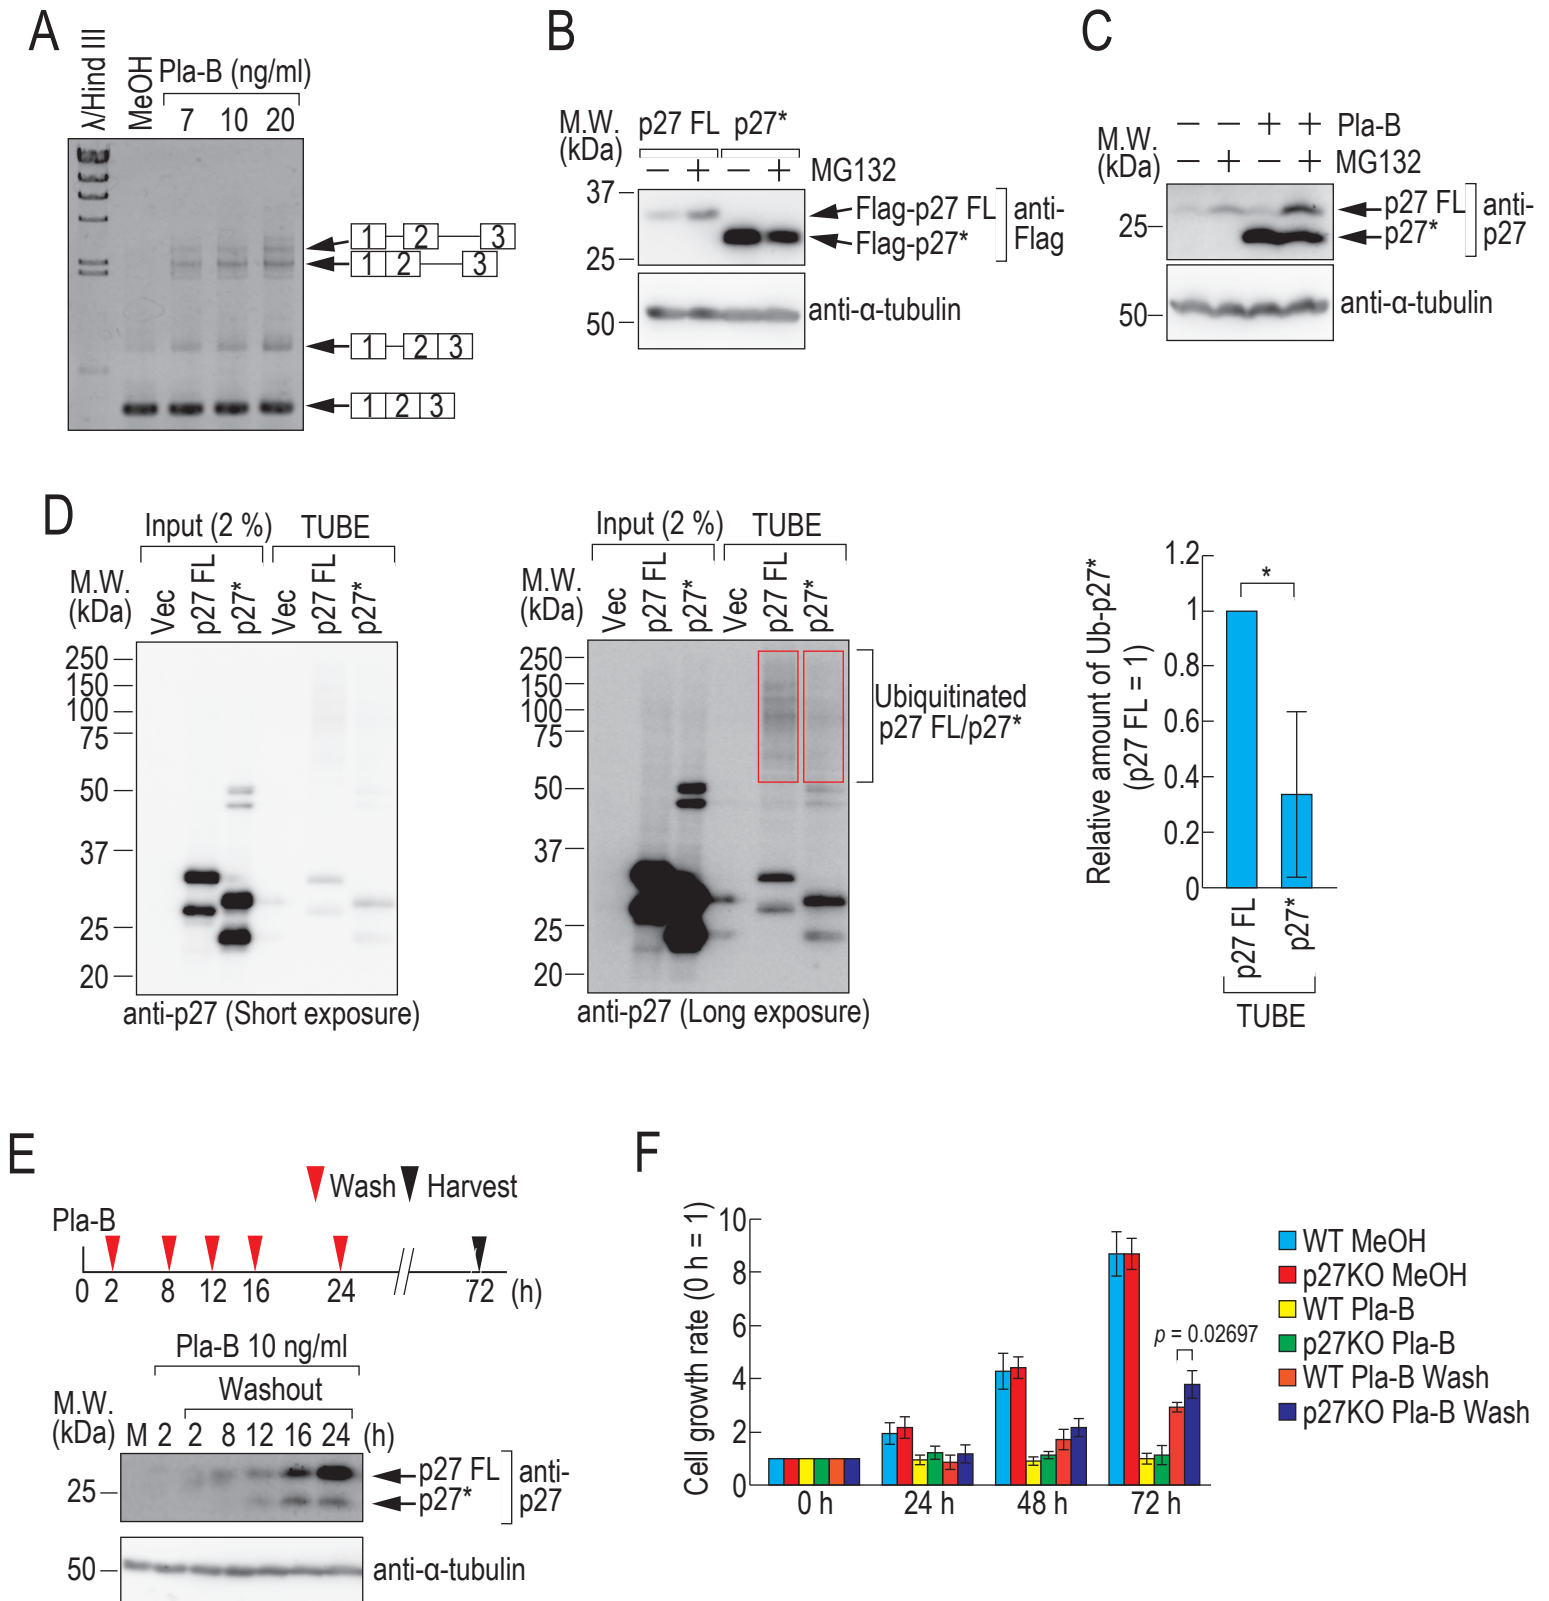 A
λ/Hind III
MeOH
Pla-B (ng/ml)
7 10 20
1 2 3
1 2 3
1 2 3
1 2 3
B
M.W.
(kDa)
p27 FL p27*
— + — + MG132
37
25
Flag-p27 FL
Flag-p27*
anti-
Flag
50
anti-α-tubulin
C
M.W.
(kDa)
— — + + Pla-B
— + — + MG132
25
p27 FL
p27*
anti-
p27
50
anti-α-tubulin
D
Input (2 %) TUBE
M.W.
(kDa)
Vec
p27 FL
p27*
Vec
p27 FL
p27*
250
150
100
75
50
37
25
20
anti-p27 (Short exposure)
Input (2 %) TUBE
M.W.
(kDa)
Vec
p27 FL
p27*
Vec
p27 FL
p27*
250
150
100
75
50
37
25
20
Ubiquitinated
p27 FL/p27*
anti-p27 (Long exposure)
Relative amount of Ub-p27*
(p27 FL = 1)
1.2
1
0.8
0.6
0.4
0.2
0
*
p27 FL
p27*
TUBE
E
Wash Harvest
Pla-B
0 2 8 12 16 24 72 (h)
Pla-B 10 ng/ml
Washout
M.W.
(kDa)
M 2 2 8 12 16 24 (h)
25
p27 FL
p27*
anti-
p27
50
anti-α-tubulin
F
Cell growth rate (0 h = 1)
10
8
6
4
2
0
0 h 24 h 48 h 72 h
p = 0.02697
WT MeOH
p27KO MeOH
WT Pla-B
p27KO Pla-B
WT Pla-B Wash
p27KO Pla-B Wash